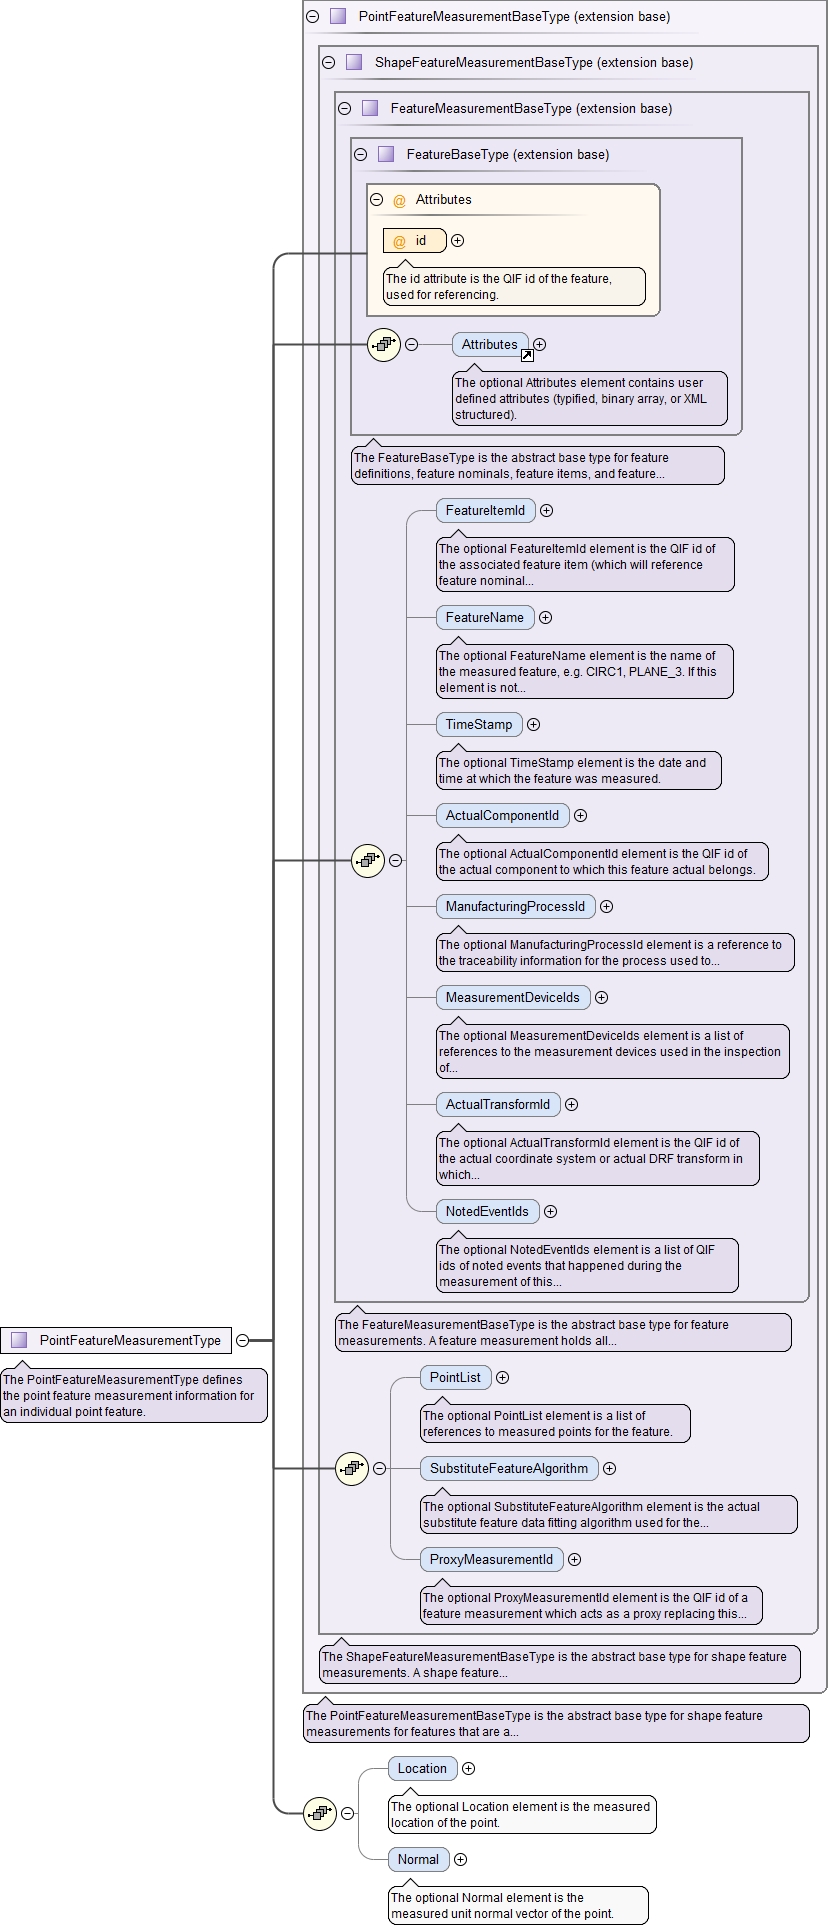 PointFeatureMeasurementBaseType (extension base)
ShapeFeatureMeasurementBaseType (extension base)
FeatureMeasurementBaseType (extension base)
FeatureBaseType (extension base)
@ Attributes
@ id
The id attribute is the QIF id of the feature,
used for referencing.
Attributes
The optional Attributes element contains user
defined attributes (typified, binary array, or XML
structured).
The FeatureBaseType is the abstract base type for feature
definitions, feature nominals, feature items, and feature...
FeatureItemId
The optional FeatureItemId element is the QIF id of
the associated feature item (which will reference
feature nominal...
FeatureName
The optional FeatureName element is the name of
the measured feature, e.g. CIRC1, PLANE_3. If this
element is not...
TimeStamp
The optional TimeStamp element is the date and
time at which the feature was measured.
ActualComponentId
The optional ActualComponentId element is the QIF id of
the actual component to which this feature actual belongs.
ManufacturingProcessId
The optional ManufacturingProcessId element is a reference to
the traceability information for the process used to...
MeasurementDeviceIds
The optional MeasurementDeviceIds element is a list of
references to the measurement devices used in the inspection
of...
ActualTransformId
The optional ActualTransformId element is the QIF id of
the actual coordinate system or actual DRF transform in
which...
NotedEventIds
The optional NotedEventIds element is a list of QIF
ids of noted events that happened during the
measurement of this...
The FeatureMeasurementBaseType is the abstract base type for feature
measurements. A feature measurement holds all...
PointFeatureMeasurementType
The PointFeatureMeasurementType defines
the point feature measurement information for
an individual point feature.
PointList
The optional PointList element is a list of
references to measured points for the feature.
SubstituteFeatureAlgorithm
The optional SubstituteFeatureAlgorithm element is the actual
substitute feature data fitting algorithm used for the...
ProxyMeasurementId
The optional ProxyMeasurementId element is the QIF id of a
feature measurement which acts as a proxy replacing this...
The ShapeFeatureMeasurementBaseType is the abstract base type for shape feature
measurements. A shape feature...
The PointFeatureMeasurementBaseType is the abstract base type for shape feature
measurements for features that are a...
Location
The optional Location element is the measured
location of the point.
Normal
The optional Normal element is the
measured unit normal vector of the point.